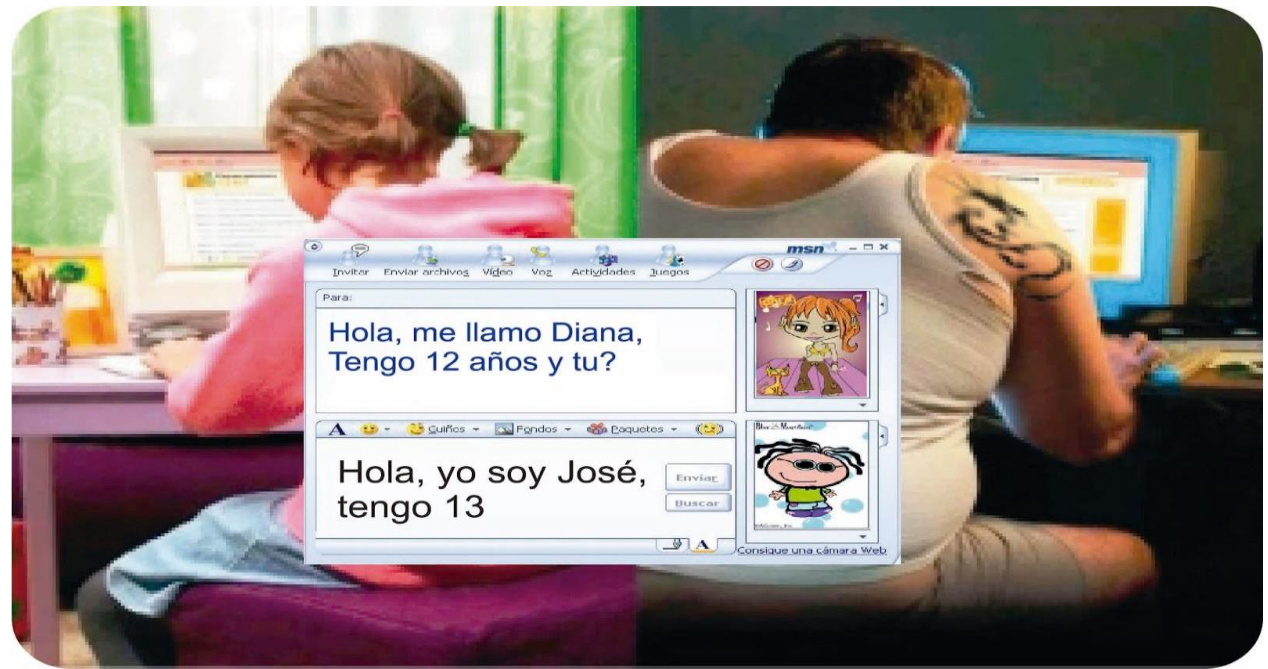 msn
Invitar Enviar archivos Vídeo Voz Actividades Juegos
Para:
Hola, me llamo Diana,
Tengo 12 años y tu?
A Guiños Fondos Paquetes
Hola, yo soy José,
tengo 13
Enviar
Buscar
A
Consigue una cámara Web